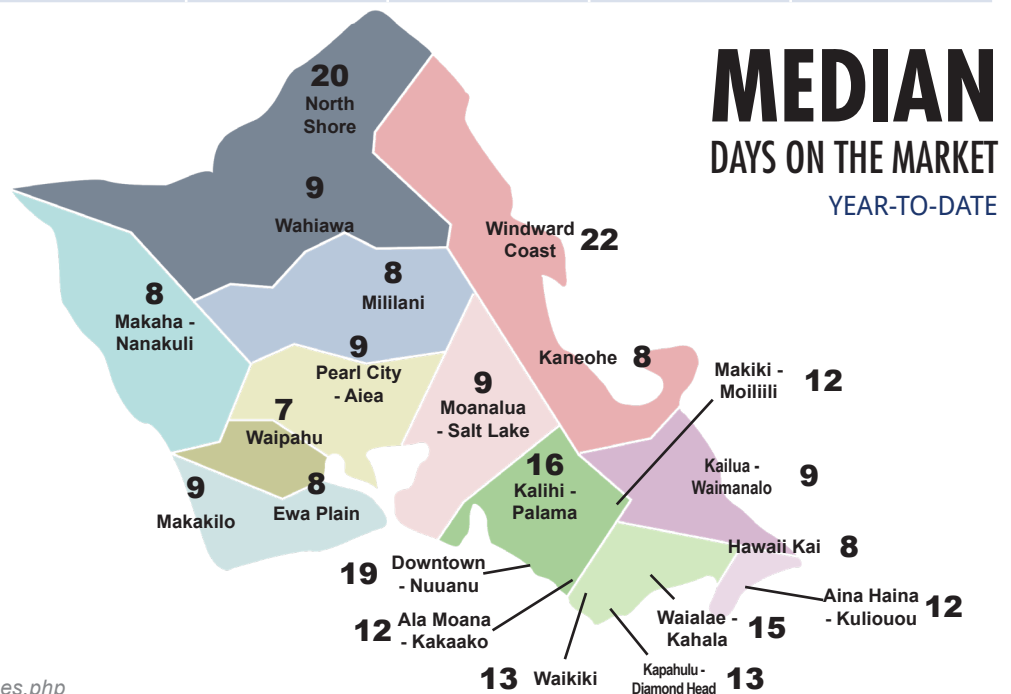 MEDIAN
DAYS ON THE MARKET
YEAR-TO-DATE
20
North
Shore
9
Wahiawa
Windward
Coast
22
8
Mililani
8
Makaha -
Nanakuli
9
Pearl City
- Aiea
Kaneohe
8
9
Moanalua
- Salt Lake
Makiki -
Moiliili
12
7
Waipahu
16
Kalihi -
Palama
Kailua -
Waimanalo
9
9
Makakilo
8
Ewa Plain
Hawaii Kai
8
19
Downtown
- Nuuanu
12
Ala Moana
- Kakaako
Waialae -
Kahala
15
Aina Haina
- Kuliouou
12
13
Waikiki
Kapahulu -
Diamond Head
13
es.php